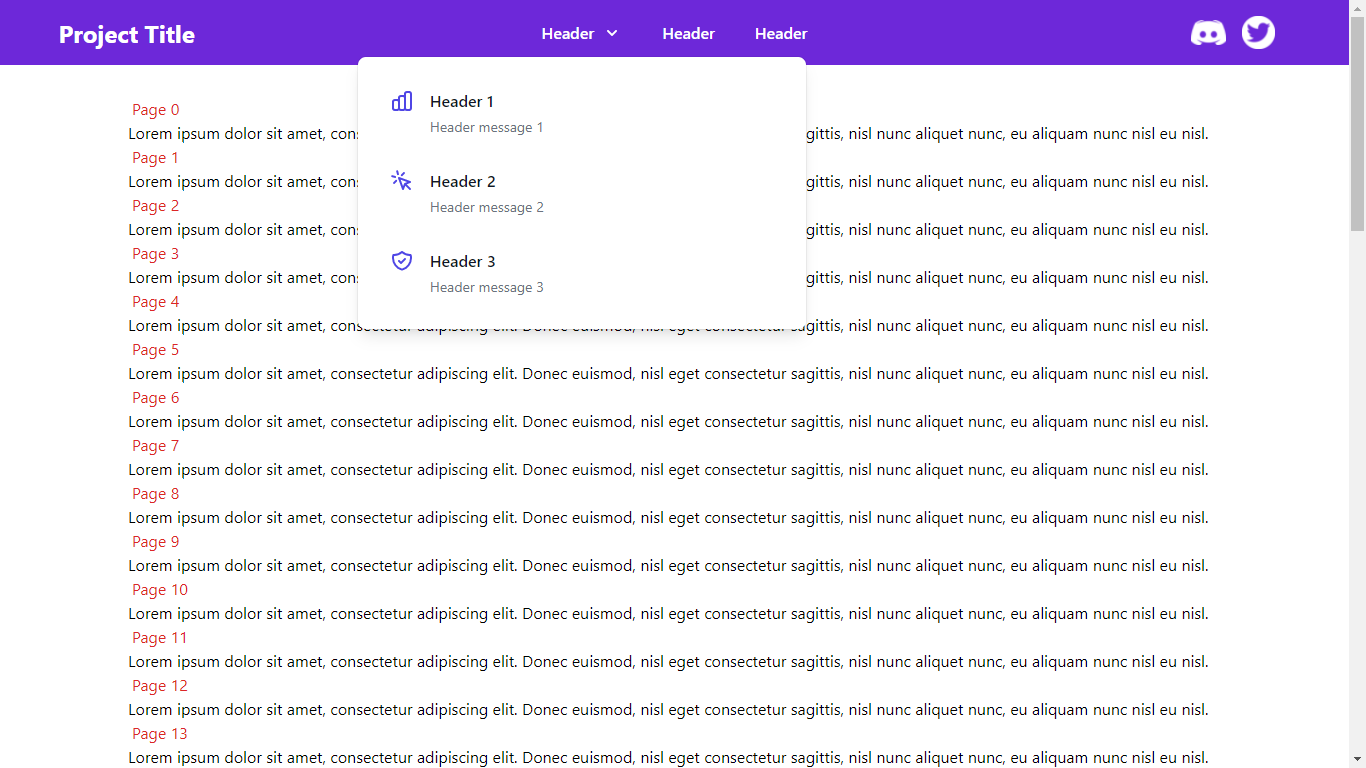 Project Title
Header
Header
Header
Header 1
Header message 1
Header 2
Header message 2
Header 3
Header message 3
Page 0
Lorem ipsum dolor sit amet, gittis, nisl nunc aliquet nunc, eu aliquam nunc nisl eu nisl.
Page 1
Lorem ipsum dolor sit amet, gittis, nisl nunc aliquet nunc, eu aliquam nunc nisl eu nisl.
Page 2
Lorem ipsum dolor sit amet, gittis, nisl nunc aliquet nunc, eu aliquam nunc nisl eu nisl.
Page 3
Lorem ipsum dolor sit amet, gittis, nisl nunc aliquet nunc, eu aliquam nunc nisl eu nisl.
Page 4
Lorem ipsum dolor sit amet, consectetur adipiscing elit. Donec euismod, nisl eget consectetur sagittis, nisl nunc aliquet nunc, eu aliquam nunc nisl eu nisl.
Page 5
Lorem ipsum dolor sit amet, consectetur adipiscing elit. Donec euismod, nisl eget consectetur sagittis, nisl nunc aliquet nunc, eu aliquam nunc nisl eu nisl.
Page 6
Lorem ipsum dolor sit amet, consectetur adipiscing elit. Donec euismod, nisl eget consectetur sagittis, nisl nunc aliquet nunc, eu aliquam nunc nisl eu nisl.
Page 7
Lorem ipsum dolor sit amet, consectetur adipiscing elit. Donec euismod, nisl eget consectetur sagittis, nisl nunc aliquet nunc, eu aliquam nunc nisl eu nisl.
Page 8
Lorem ipsum dolor sit amet, consectetur adipiscing elit. Donec euismod, nisl eget consectetur sagittis, nisl nunc aliquet nunc, eu aliquam nunc nisl eu nisl.
Page 9
Lorem ipsum dolor sit amet, consectetur adipiscing elit. Donec euismod, nisl eget consectetur sagittis, nisl nunc aliquet nunc, eu aliquam nunc nisl eu nisl.
Page 10
Lorem ipsum dolor sit amet, consectetur adipiscing elit. Donec euismod, nisl eget consectetur sagittis, nisl nunc aliquet nunc, eu aliquam nunc nisl eu nisl.
Page 11
Lorem ipsum dolor sit amet, consectetur adipiscing elit. Donec euismod, nisl eget consectetur sagittis, nisl nunc aliquet nunc, eu aliquam nunc nisl eu nisl.
Page 12
Lorem ipsum dolor sit amet, consectetur adipiscing elit. Donec euismod, nisl eget consectetur sagittis, nisl nunc aliquet nunc, eu aliquam nunc nisl eu nisl.
Page 13
Lorem ipsum dolor sit amet, consectetur adipiscing elit. Donec euismod, nisl eget consectetur sagittis, nisl nunc aliquet nunc, eu aliquam nunc nisl eu nisl.